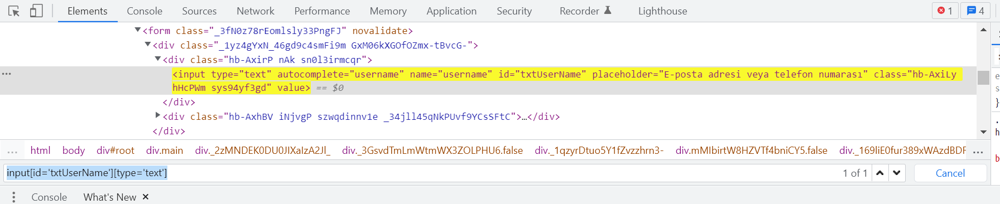 Elements Console Sources Network Performance Memory Application Security Recorder Lighthouse 1 4
<form class="_3fN0z78rEomlsly33PngFJ" novalidate>
<div class="_1yz4gYxN_46gd9c4smFi9m GxM06kXGOfOZmx-tBvcG-">
<div class="hb-AxirP nAk sn0l3irmcqr">
<input type="text" autocomplete="username" name="username" id="txtUserName" placeholder="E-posta adresi veya telefon numarası" class="hb-AxiLy
hHcPWm sys94yf3gd" value> == $0
</div>
<div class="hb-AxhBV iNjvgP szwqdinnv1e _34jll45qNkPUvf9YCsSFtC">…</div>
</div>
... html body div#root div.main div._2zMNDEK0DU0JIXaIzA2Jl_ div._3GsvdTmLmWtmWX3ZOLPHU6.false div._1qzyrDtuo5Y1fZvzzhrn3- div.mMIbirtW8HZVTf4bniCY5.false div._169liE0fur389xWAzdBDF ...
input[id='txtUserName'][type='text'] 1 of 1 Cancel
Console What's New